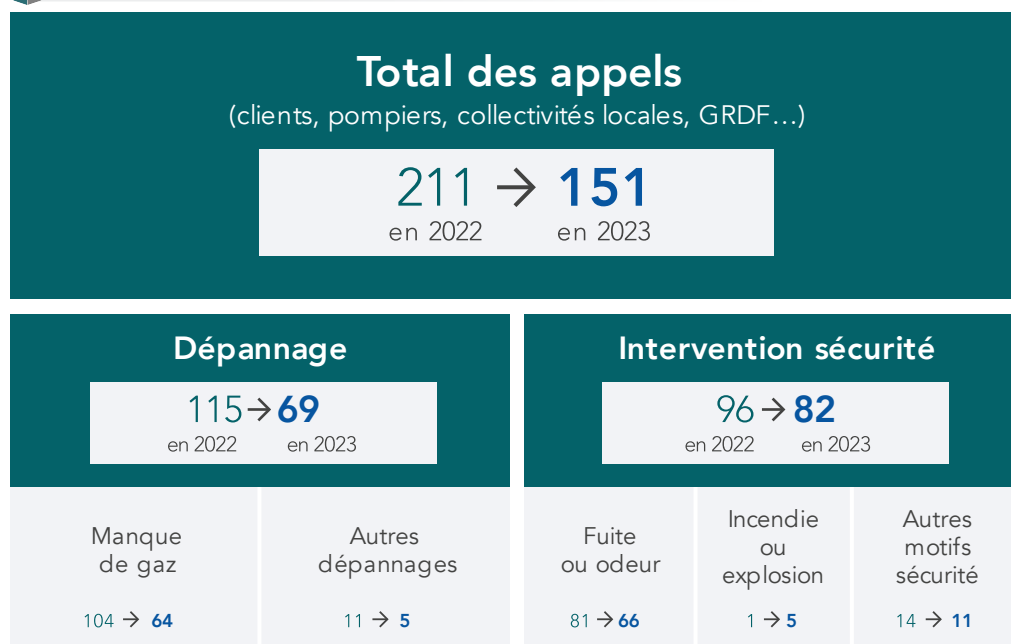 Total des appels
(clients, pompiers, collectivités locales, GRDF...)
211 → 151
en 2022 en 2023
Dépannage
115 → 69
en 2022 en 2023
Manque
de gaz
104 → 64
Autres
dépannages
11 → 5
Intervention sécurité
96 → 82
en 2022 en 2023
Fuite
ou odeur
81 → 66
Incendie
ou
explosion
1 → 5
Autres
motifs
sécurité
14 → 11